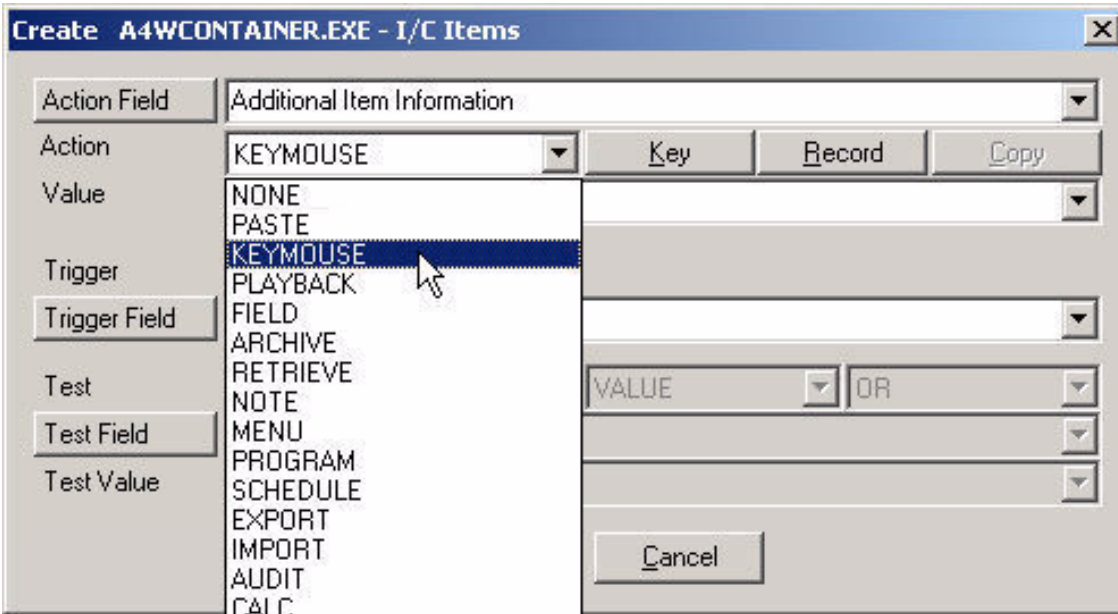 Create A4WCONTAINER.EXE - I/C Items
Action Field Additional Item Information
Action KEYMOUSE Key Record Copy
Value
NONE
PASTE
KEYMOUSE
Trigger
PLAYBACK
Trigger Field
FIELD
ARCHIVE
RETRIEVE
Test VALUE OR
NOTE
Test Field
MENU
PROGRAM
Test Value
SCHEDULE
EXPORT
IMPORT
Cancel
AUDIT
CALC